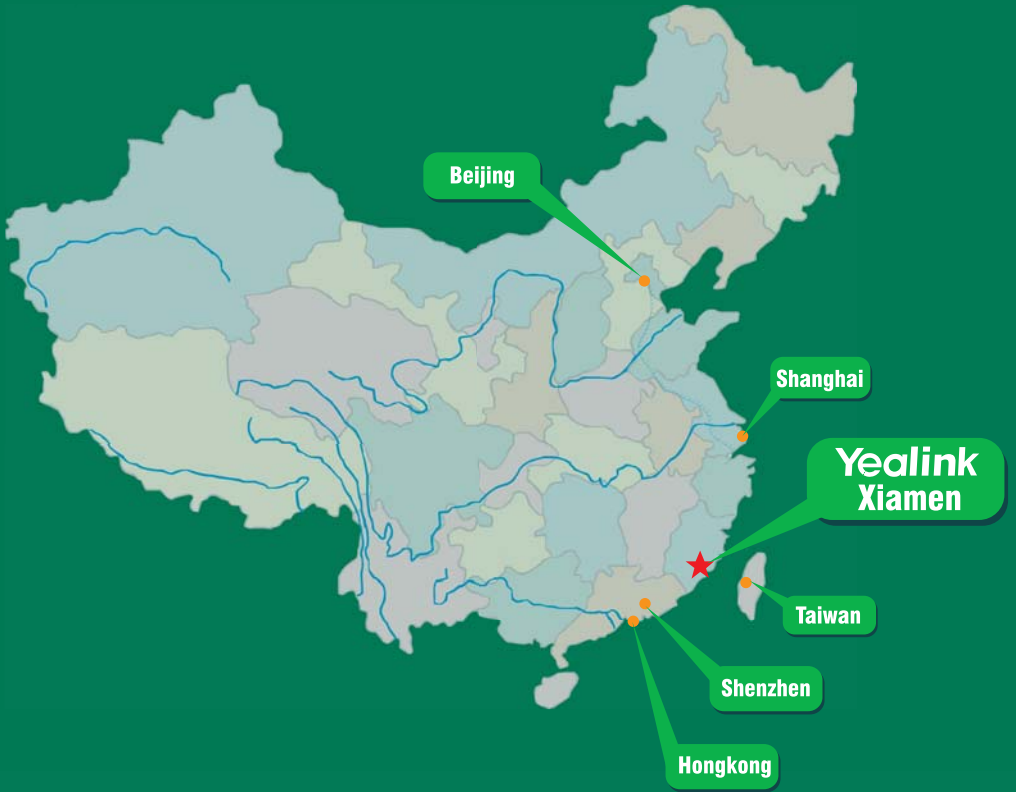 Beijing
Shanghai
Yealink
Xiamen
Taiwan
Shenzhen
Hongkong